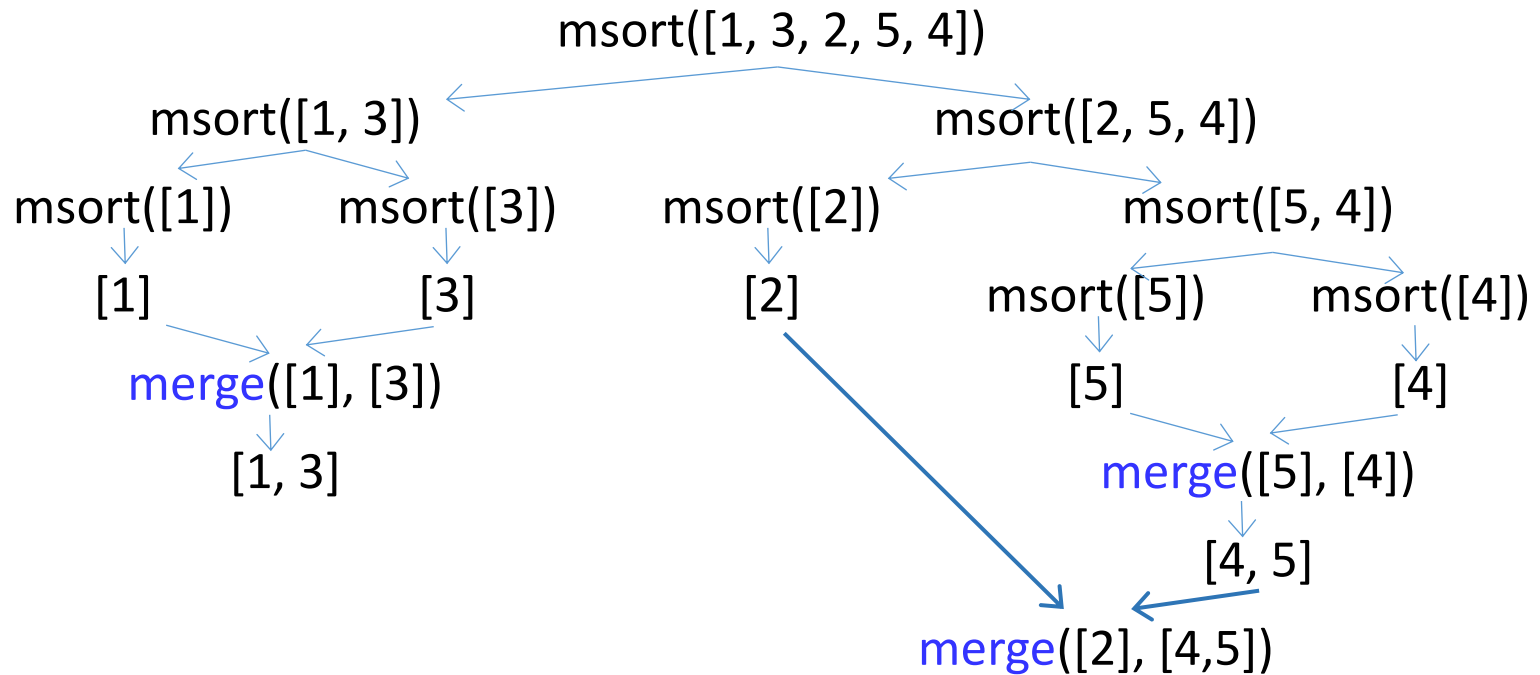 msort([1, 3, 2, 5, 4])
msort([1, 3]) msort([2, 5, 4])
msort([1]) msort([3]) msort([2]) msort([5, 4])
[1] [3] [2] msort([5]) msort([4])
merge([1], [3]) [5] [4]
[1, 3] merge([5], [4])
[4, 5]
merge([2], [4,5])